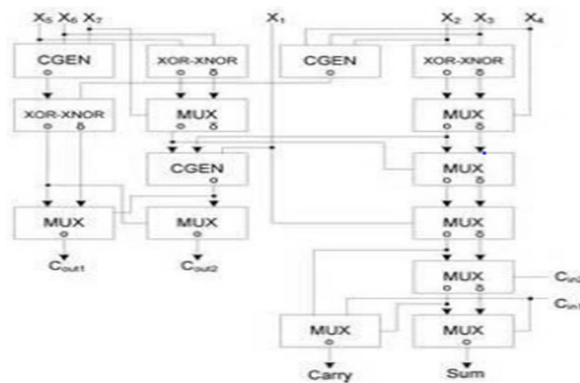 X₅ X₆ X₇ X₁ X₂ X₃ X₄
CGEN XOR-XNOR CGEN XOR-XNOR
o o ō o o ō
XOR-XNOR MUX MUX
o ō o ō o ō
CGEN MUX
o o ō
MUX MUX MUX
o o o ō
Cout1 Cout2 MUX Cin2
o ō Cin1
MUX MUX
o o
Carry Sum